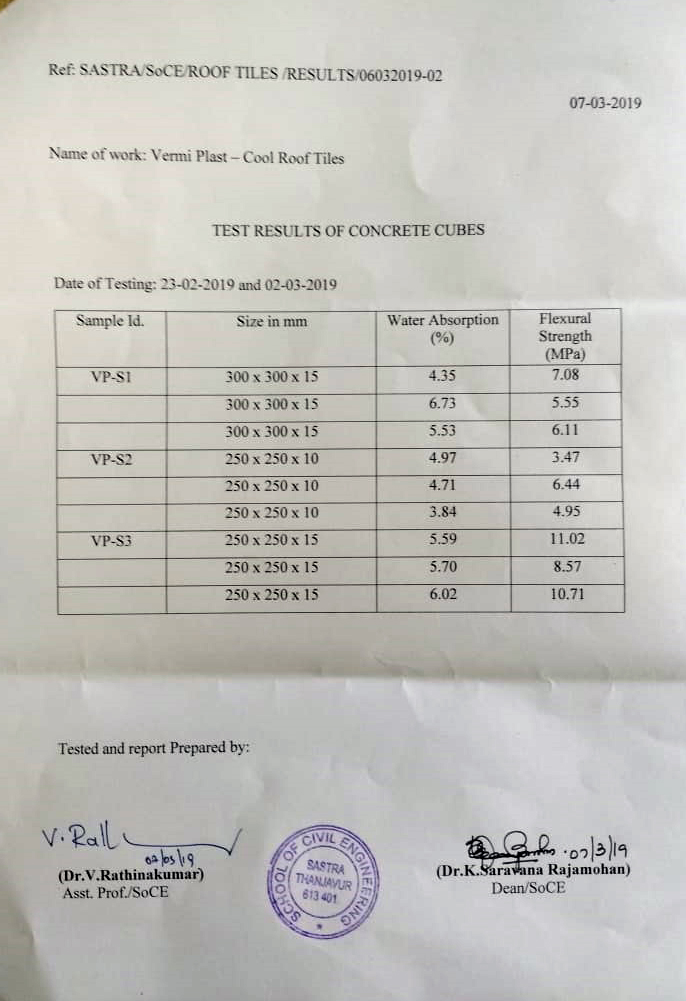 Ref: SASTRA/SoCE/ROOF TILES /RESULTS/06032019-02
07-03-2019
Name of work: Vermi Plast – Cool Roof Tiles
TEST RESULTS OF CONCRETE CUBES
Date of Testing: 23-02-2019 and 02-03-2019
Sample Id. Size in mm Water Absorption (%) Flexural Strength (MPa)
VP-S1 300 x 300 x 15 4.35 7.08
300 x 300 x 15 6.73 5.55
300 x 300 x 15 5.53 6.11
VP-S2 250 x 250 x 10 4.97 3.47
250 x 250 x 10 4.71 6.44
250 x 250 x 10 3.84 4.95
VP-S3 250 x 250 x 15 5.59 11.02
250 x 250 x 15 5.70 8.57
250 x 250 x 15 6.02 10.71
Tested and report Prepared by:
V. Rall
(Dr.V.Rathinakumar)
Asst. Prof./SoCE
SCHOOL OF CIVIL ENGINEERING
SASTRA
THANJAVUR
613 401
07/3/19
(Dr.K.Saravana Rajamohan)
Dean/SoCE